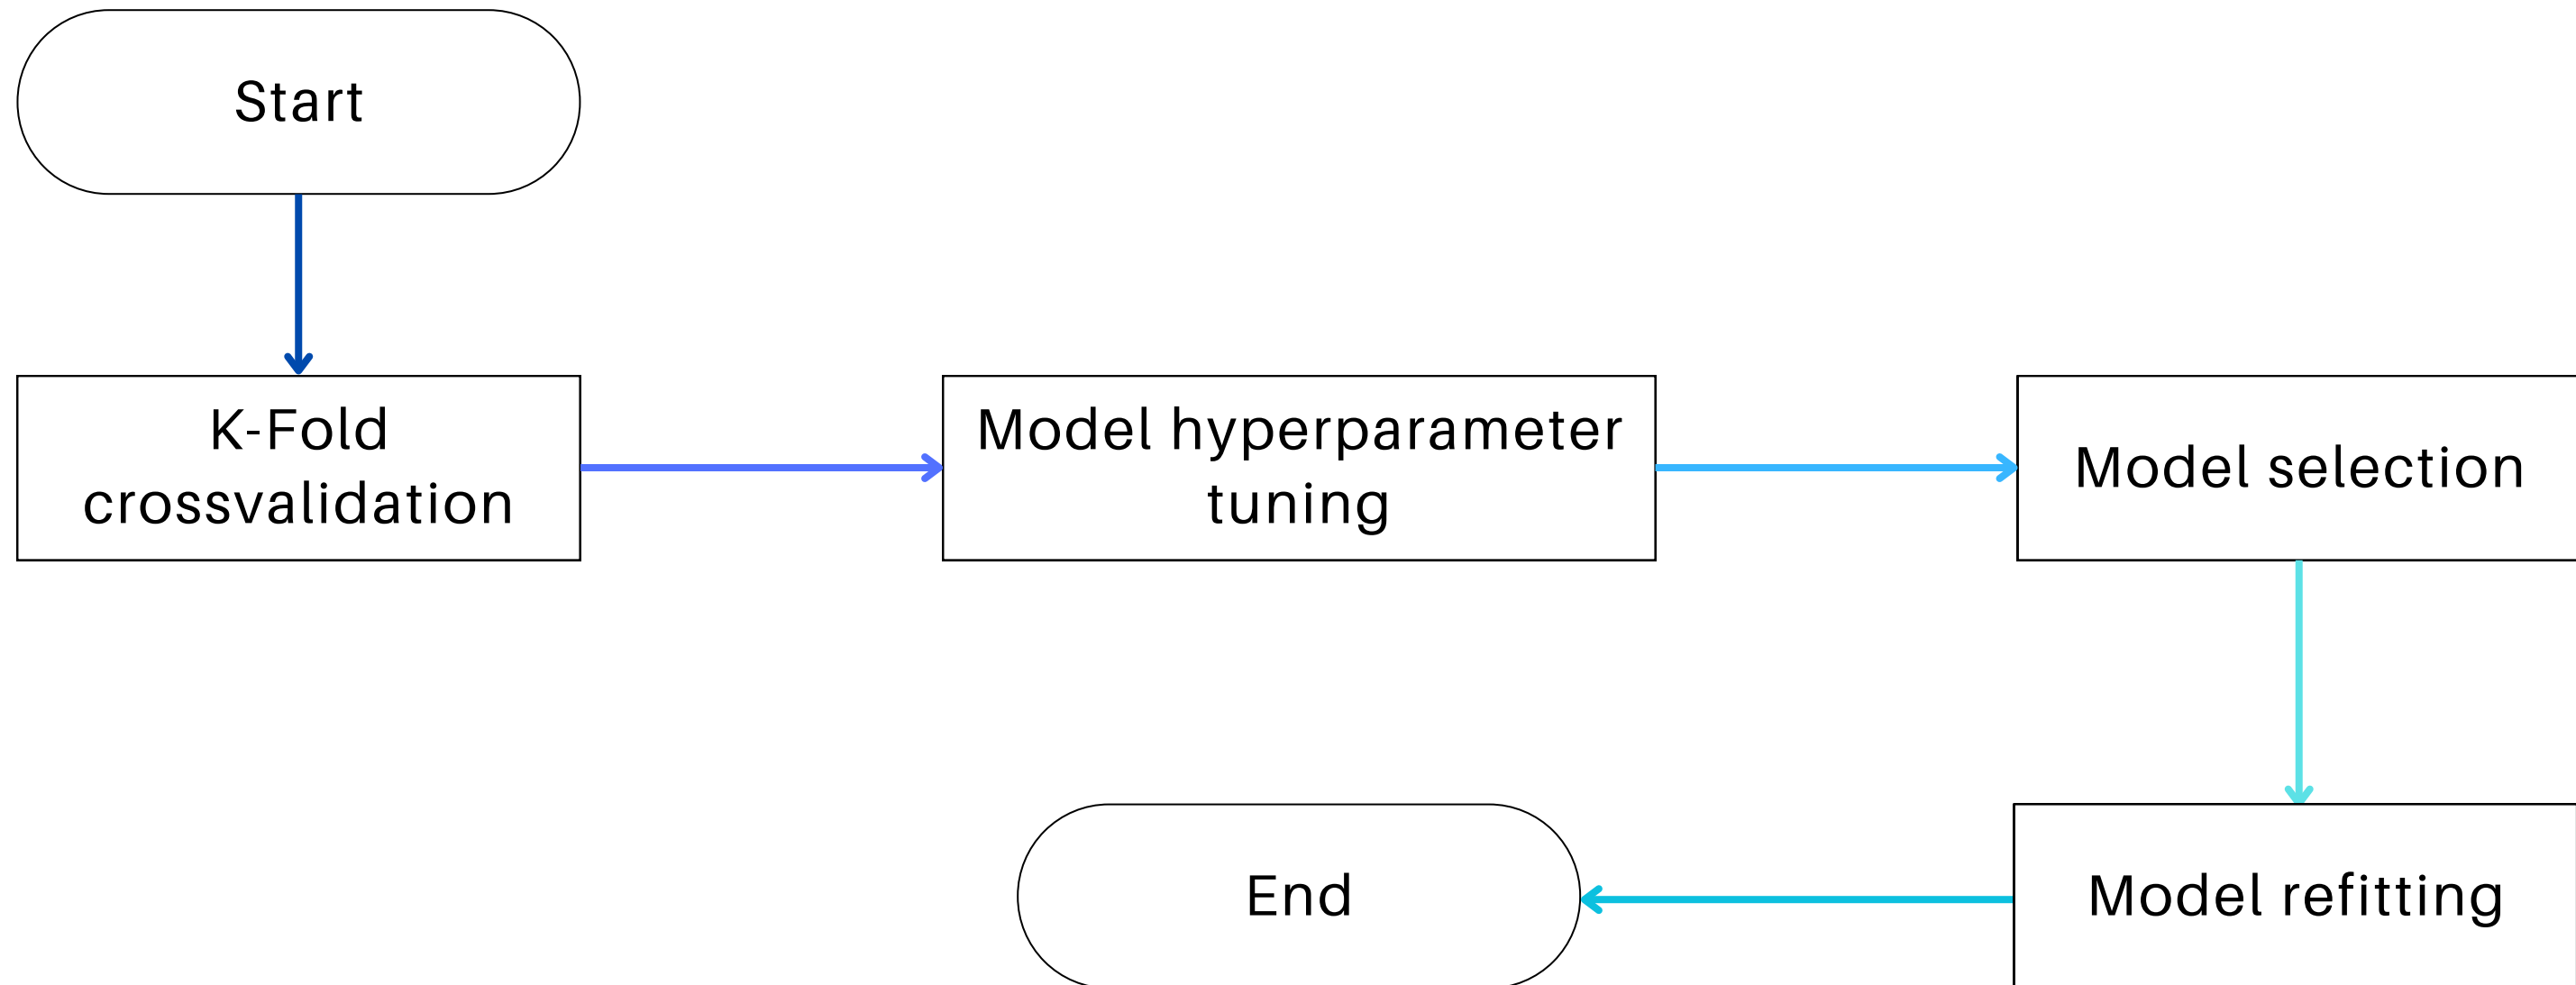 Start
K-Fold
crossvalidation
Model hyperparameter
tuning
Model selection
Model refitting
End